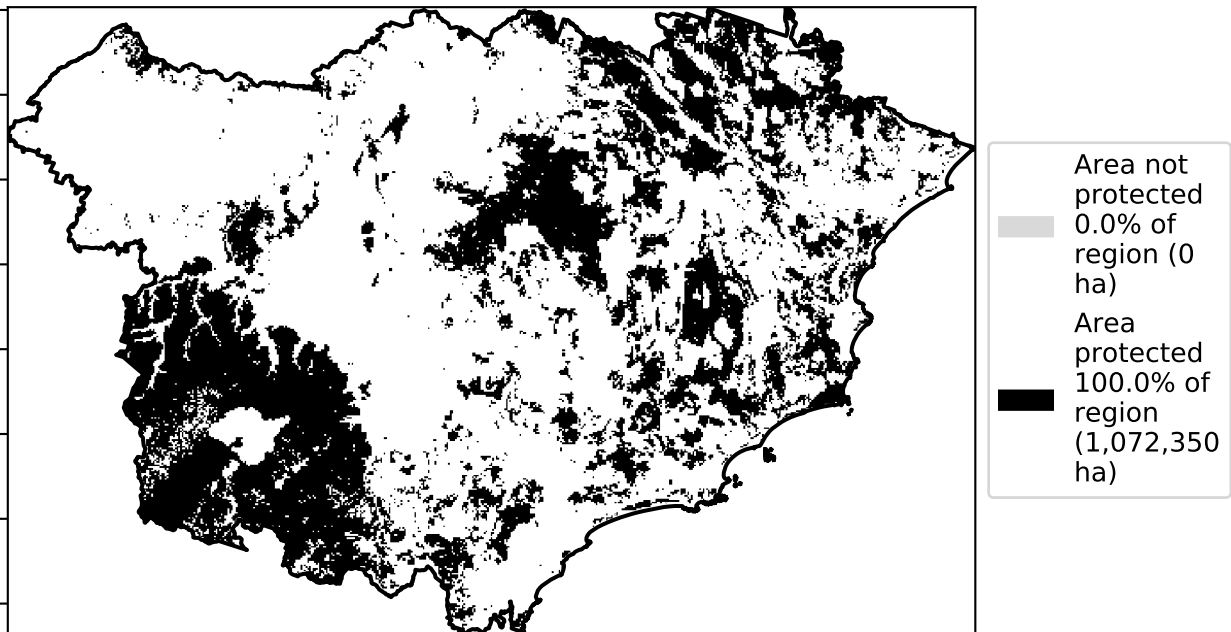 Area not
protected
0.0% of
region (0
ha)
Area
protected
100.0% of
region
(1,072,350
ha)